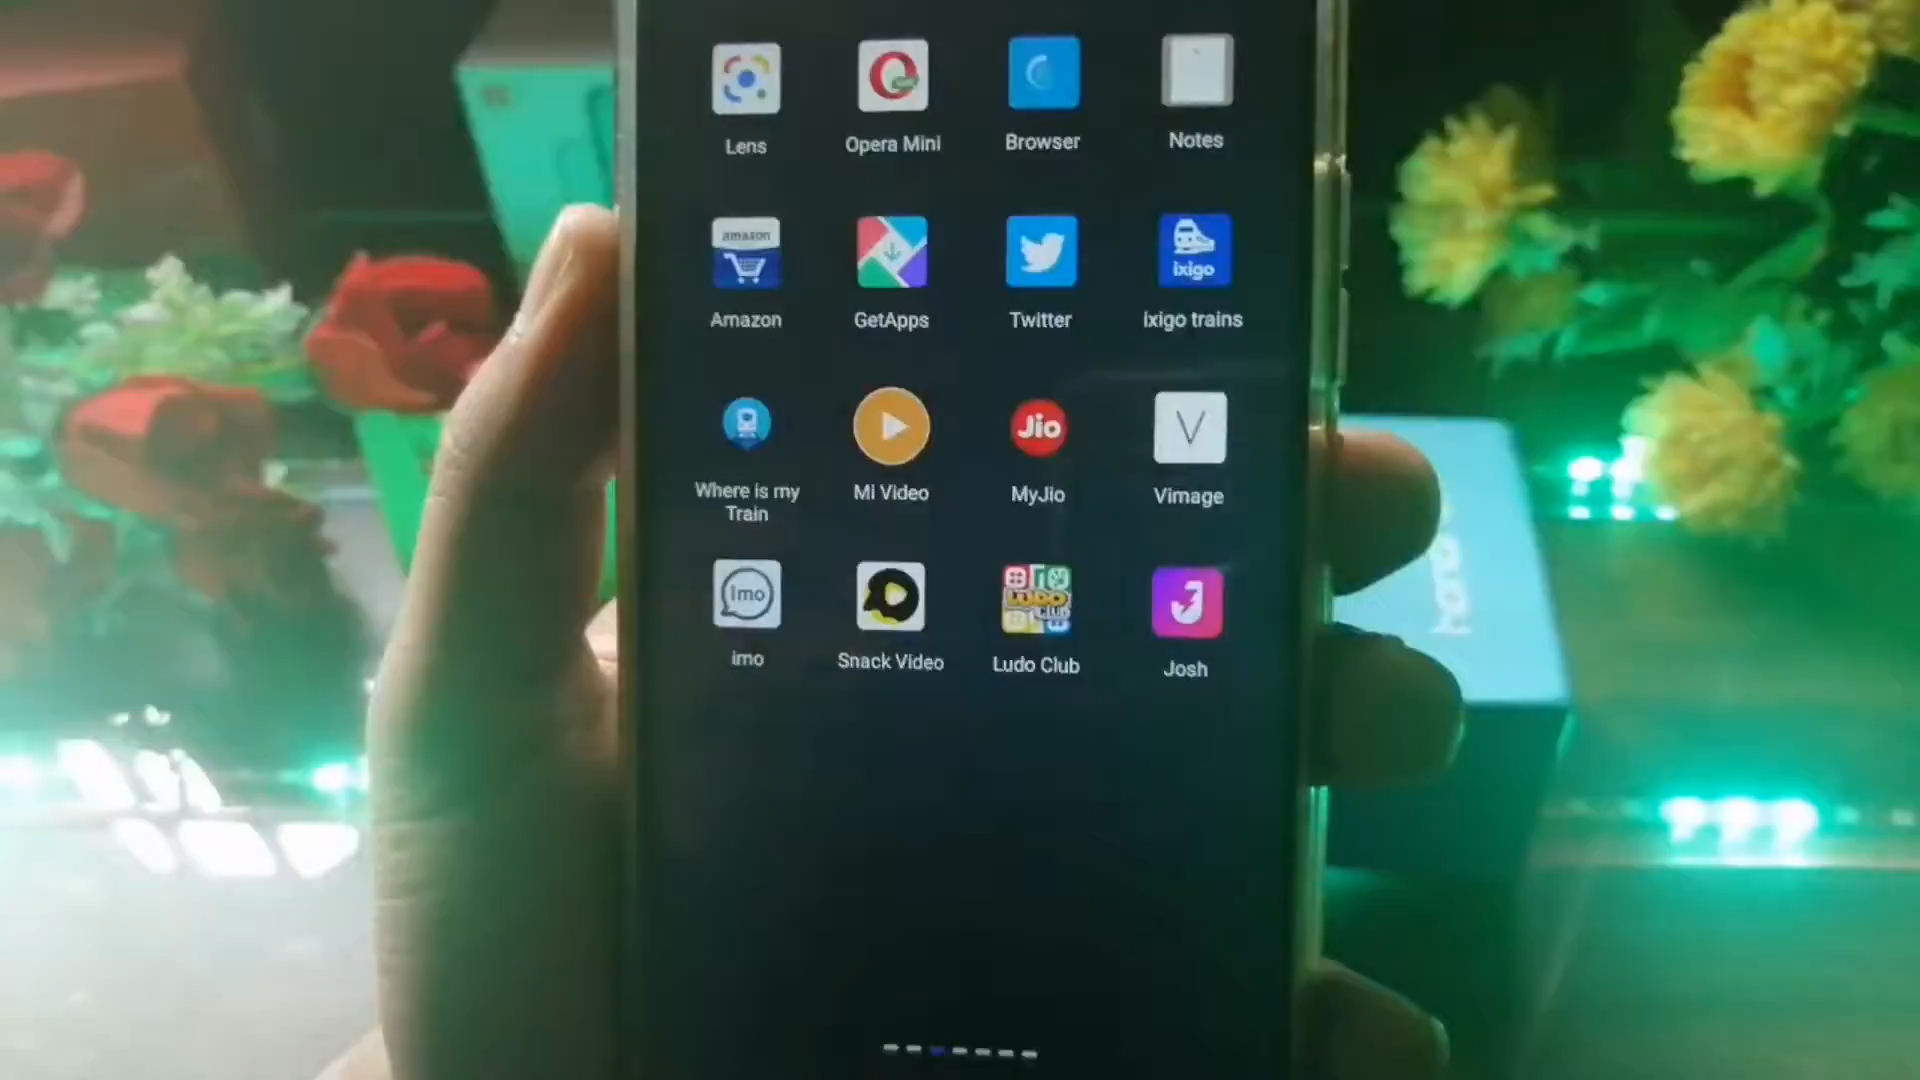 Lens
Opera Mini
Browser
Notes
amazon
ixigo
Amazon
GetApps
Twitter
ixigo trains
Jio
V
Where is my
Train
Mi Video
MyJio
Vimage
imo
LUDO
CLUB
imo
Snack Video
Ludo Club
Josh